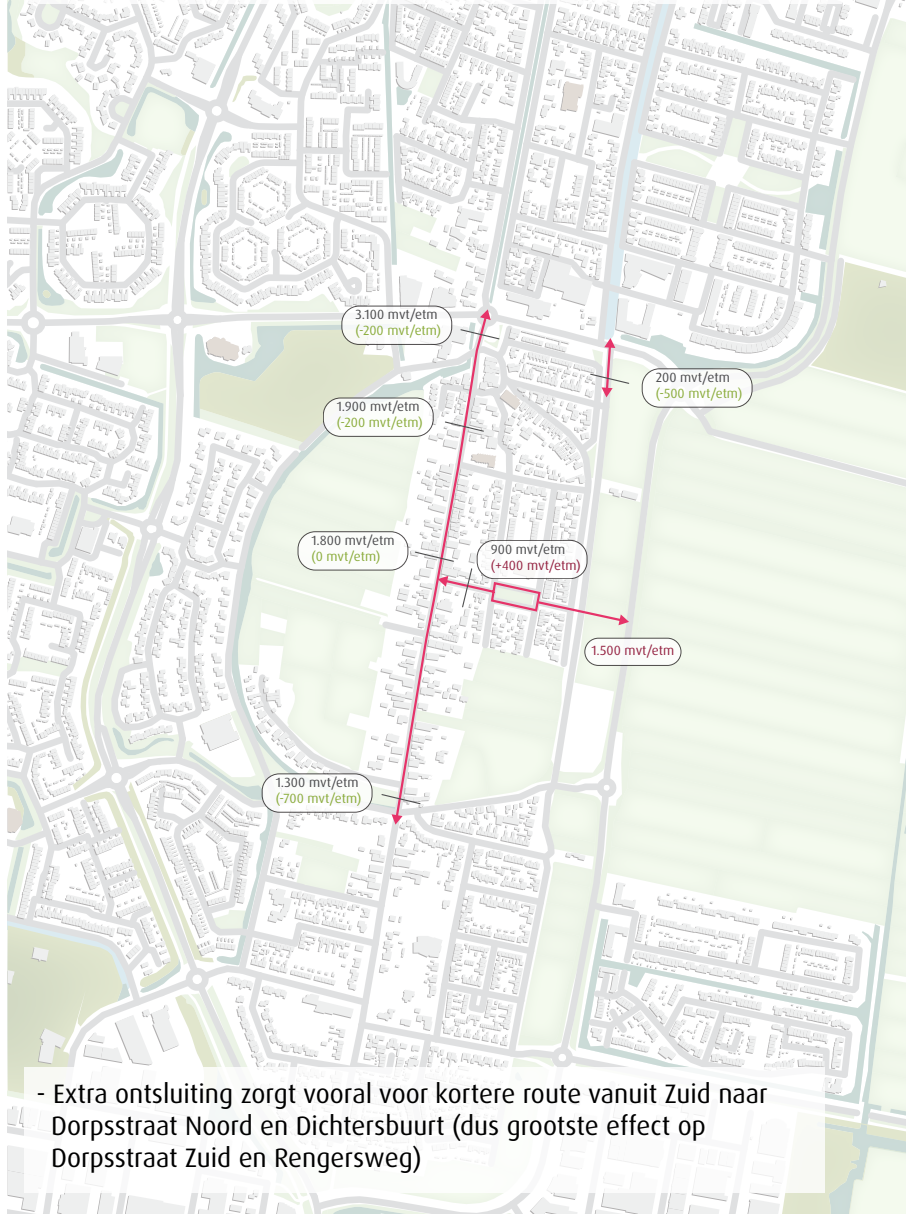 3.100 mvt/etm
(-200 mvt/etm)
200 mvt/etm
(-500 mvt/etm)
1.900 mvt/etm
(-200 mvt/etm)
1.800 mvt/etm
(0 mvt/etm)
900 mvt/etm
(+400 mvt/etm)
1.500 mvt/etm
1.300 mvt/etm
(-700 mvt/etm)
- Extra ontsluiting zorgt vooral voor kortere route vanuit Zuid naar
Dorpsstraat Noord en Dichtersbuurt (dus grootste effect op
Dorpsstraat Zuid en Rengersweg)